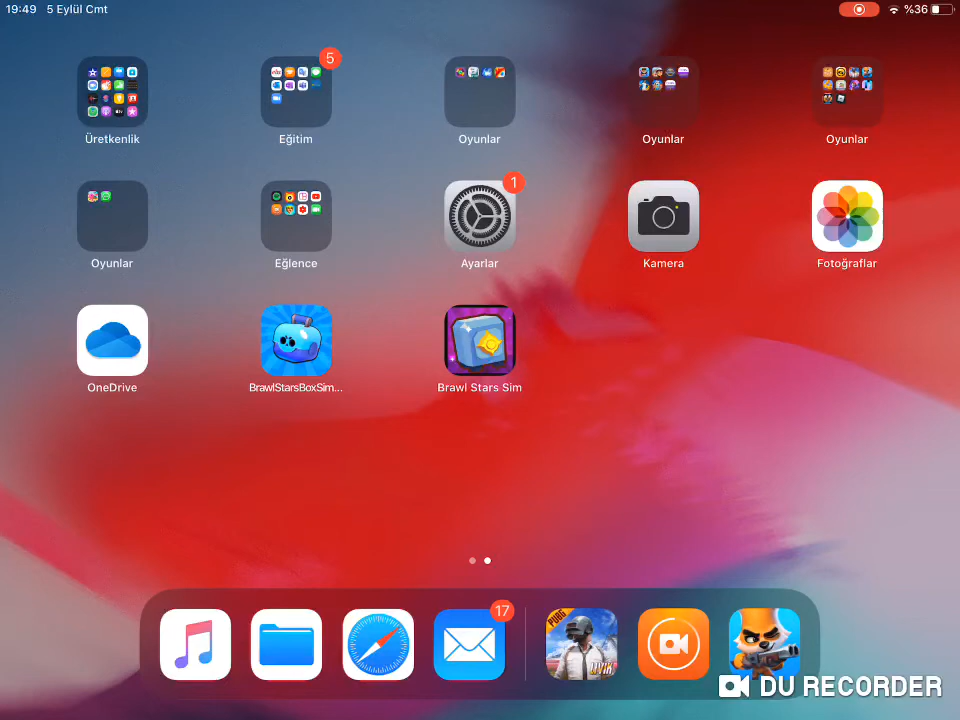 19:49 5 Eylül Cmt
%36
5
Üretkenlik
Eğitim
Oyunlar
Oyunlar
Oyunlar
1
Oyunlar
Eğlence
Ayarlar
Kamera
Fotoğraflar
OneDrive
BrawlStarsBoxSim...
Brawl Stars Sim
17
PUBG
DU RECORDER